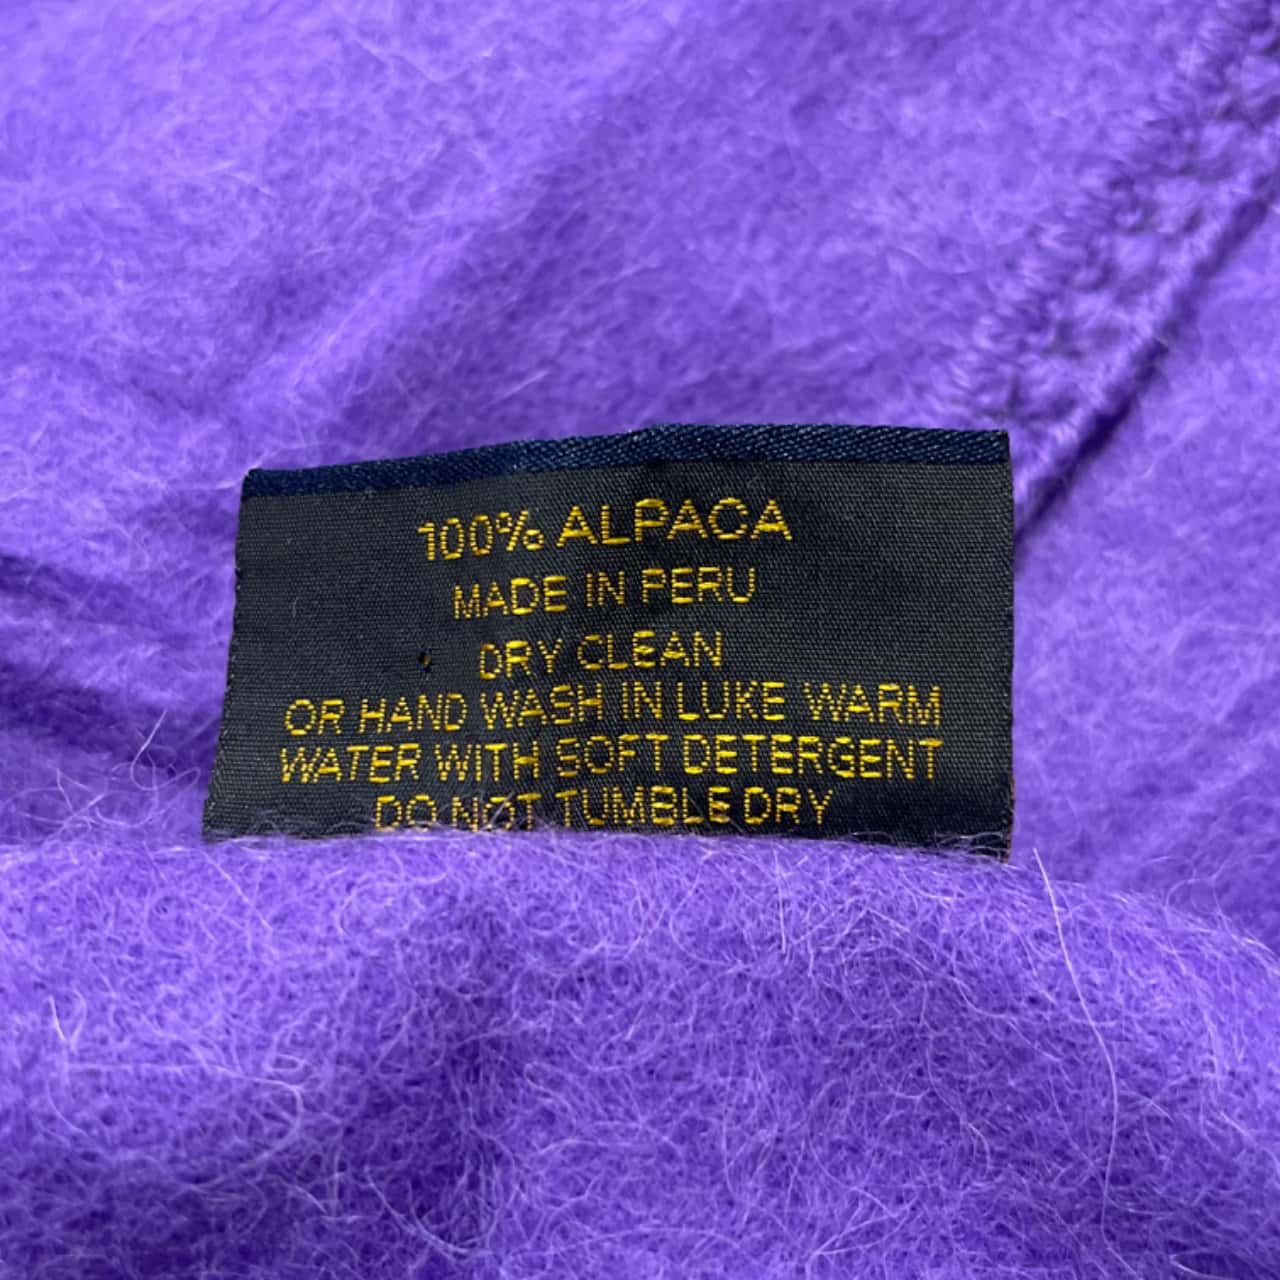 100% ALPACA
MADE IN PERU
DRY CLEAN
OR HAND WASH IN LUKE WARM
WATER WITH SOFT DETERGENT
DO NOT TUMBLE DRY